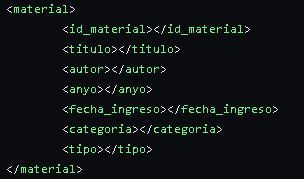 <material>
<id_material></id_material>
<titulo></titulo>
<autor></autor>
<anyo></anyo>
<fecha_ingreso></fecha_ingreso>
<categoria></categoria>
<tipo></tipo>
</material>